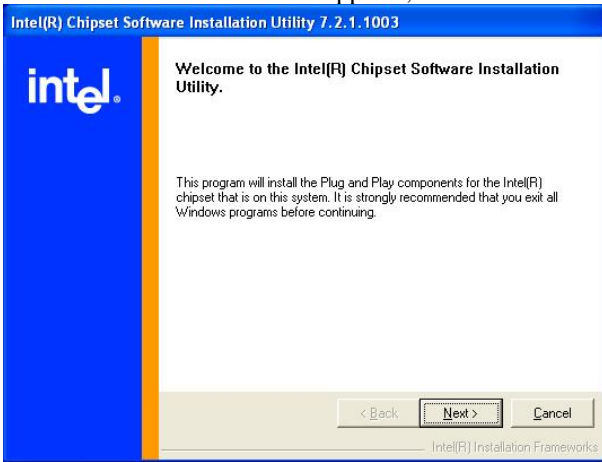 Intel(R) Chipset Software Installation Utility 7.2.1.1003
intel.
Welcome to the Intel(R) Chipset Software Installation
Utility.
This program will install the Plug and Play components for the Intel(R)
chipset that is on this system. It is strongly recommended that you exit all
Windows programs before continuing.
< Back Next > Cancel
Intel(R) Installation Frameworks